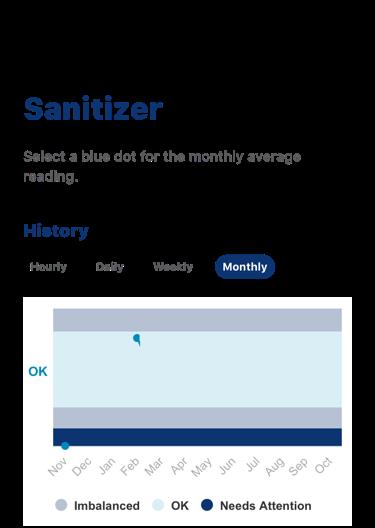 Sanitizer
Select a blue dot for the monthly average
reading.
History
Hourly Daily Weekly Monthly
OK
Nov Dec Jan Feb Mar Apr May Jun Jul Aug Sep Oct
Imbalanced OK Needs Attention